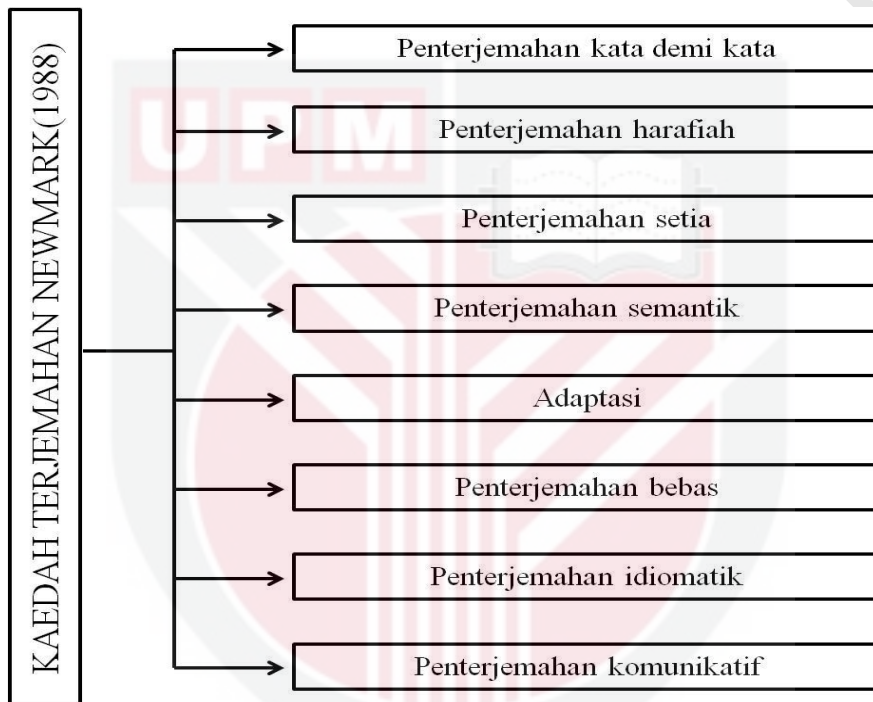 KAEDAH TERJEMAHAN NEWMARK(1988)
Penterjemahan kata demi kata
Penterjemahan harafiah
Penterjemahan setia
Penterjemahan semantik
Adaptasi
Penterjemahan bebas
Penterjemahan idiomatik
Penterjemahan komunikatif
UPM